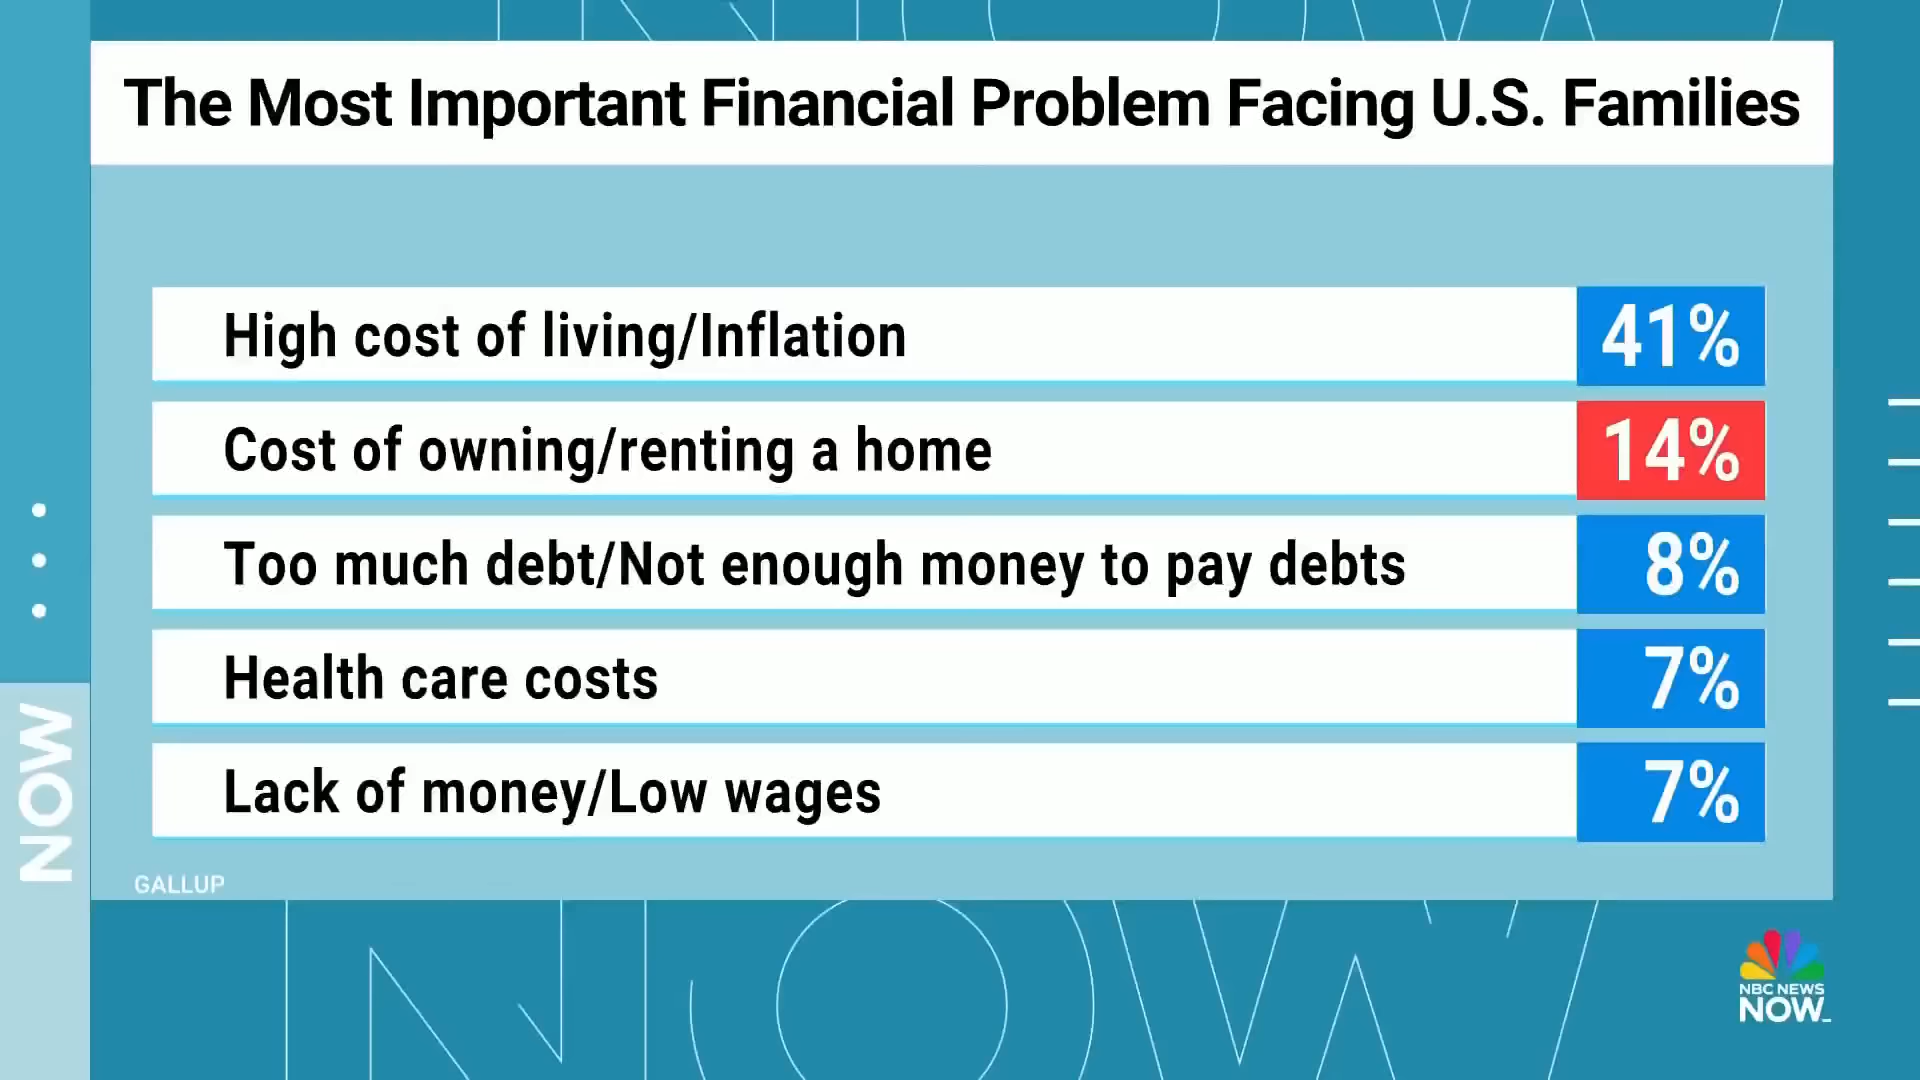 The Most Important Financial Problem Facing U.S. Families
High cost of living/Inflation 41%
Cost of owning/renting a home 14%
Too much debt/Not enough money to pay debts 8%
Health care costs 7%
Lack of money/Low wages 7%
GALLUP
NOW
NOW
NBC NEWS
NOW